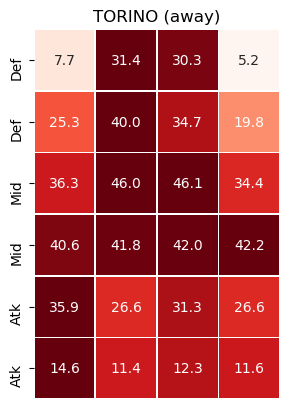 TORINO (away)
Def 7.7 31.4 30.3 5.2
Def 25.3 40.0 34.7 19.8
Mid 36.3 46.0 46.1 34.4
Mid 40.6 41.8 42.0 42.2
Atk 35.9 26.6 31.3 26.6
Atk 14.6 11.4 12.3 11.6